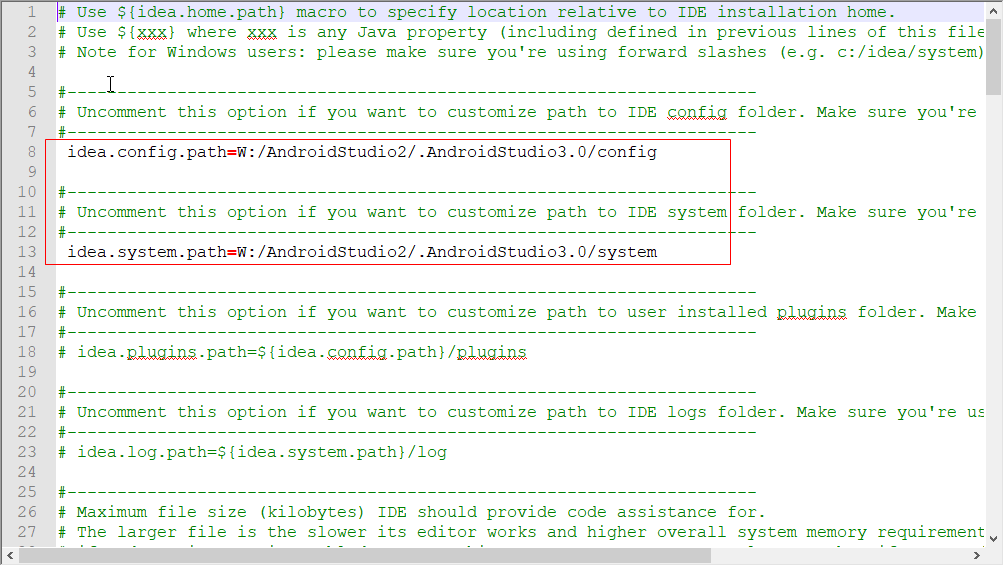 1 # Use ${idea.home.path} macro to specify location relative to IDE installation home.
2 # Use ${xxx} where xxx is any Java property (including defined in previous lines of this file
3 # Note for Windows users: please make sure you're using forward slashes (e.g. c:/idea/system)
4
5 #---------------------------------------------------------------------
6 # Uncomment this option if you want to customize path to IDE config folder. Make sure you're
7 #---------------------------------------------------------------------
8 idea.config.path=W:/AndroidStudio2/.AndroidStudio3.0/config
9
10 #---------------------------------------------------------------------
11 # Uncomment this option if you want to customize path to IDE system folder. Make sure you're
12 #---------------------------------------------------------------------
13 idea.system.path=W:/AndroidStudio2/.AndroidStudio3.0/system
14
15 #---------------------------------------------------------------------
16 # Uncomment this option if you want to customize path to user installed plugins folder. Make
17 #---------------------------------------------------------------------
18 # idea.plugins.path=${idea.config.path}/plugins
19
20 #---------------------------------------------------------------------
21 # Uncomment this option if you want to customize path to IDE logs folder. Make sure you're us
22 #---------------------------------------------------------------------
23 # idea.log.path=${idea.system.path}/log
24
25 #---------------------------------------------------------------------
26 # Maximum file size (kilobytes) IDE should provide code assistance for.
27 # The larger file is the slower its editor works and higher overall system memory requirement